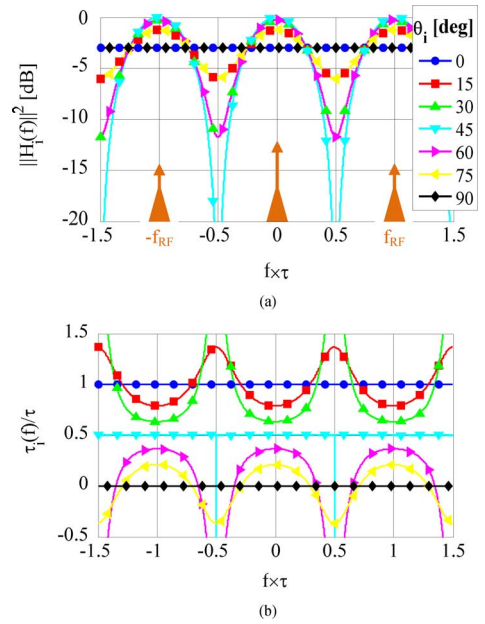 0
-5
-10
-15
-20
||H_i(f)||² [dB]
-1.5 -f_RF -0.5 0 0.5 f_RF 1.5
f×τ
θ_i [deg]
0
15
30
45
60
75
90
(a)
1.5
1
0.5
0
-0.5
τ_i(f)/τ
-1.5 -1 -0.5 0 0.5 1 1.5
f×τ
(b)